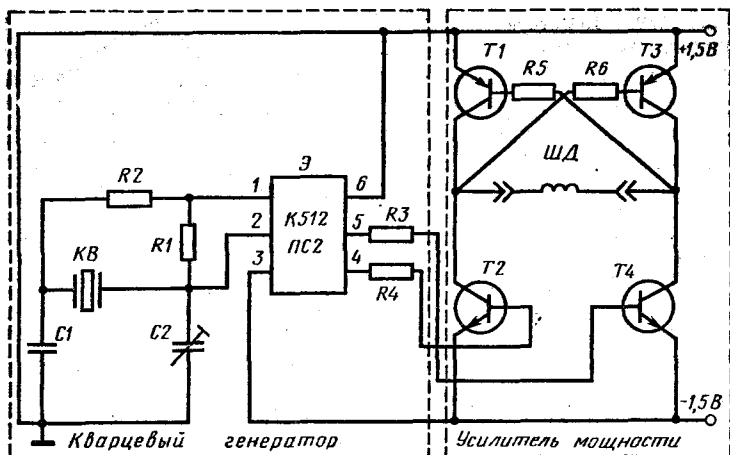 T1
T3
+1,5В
R5
R6
ШД
Э
R2
1
6
К512
ПС2
2
5
R3
R1
КВ
3
4
R4
T2
T4
C1
C2
-1,5В
Кварцевый генератор
Усилитель мощности